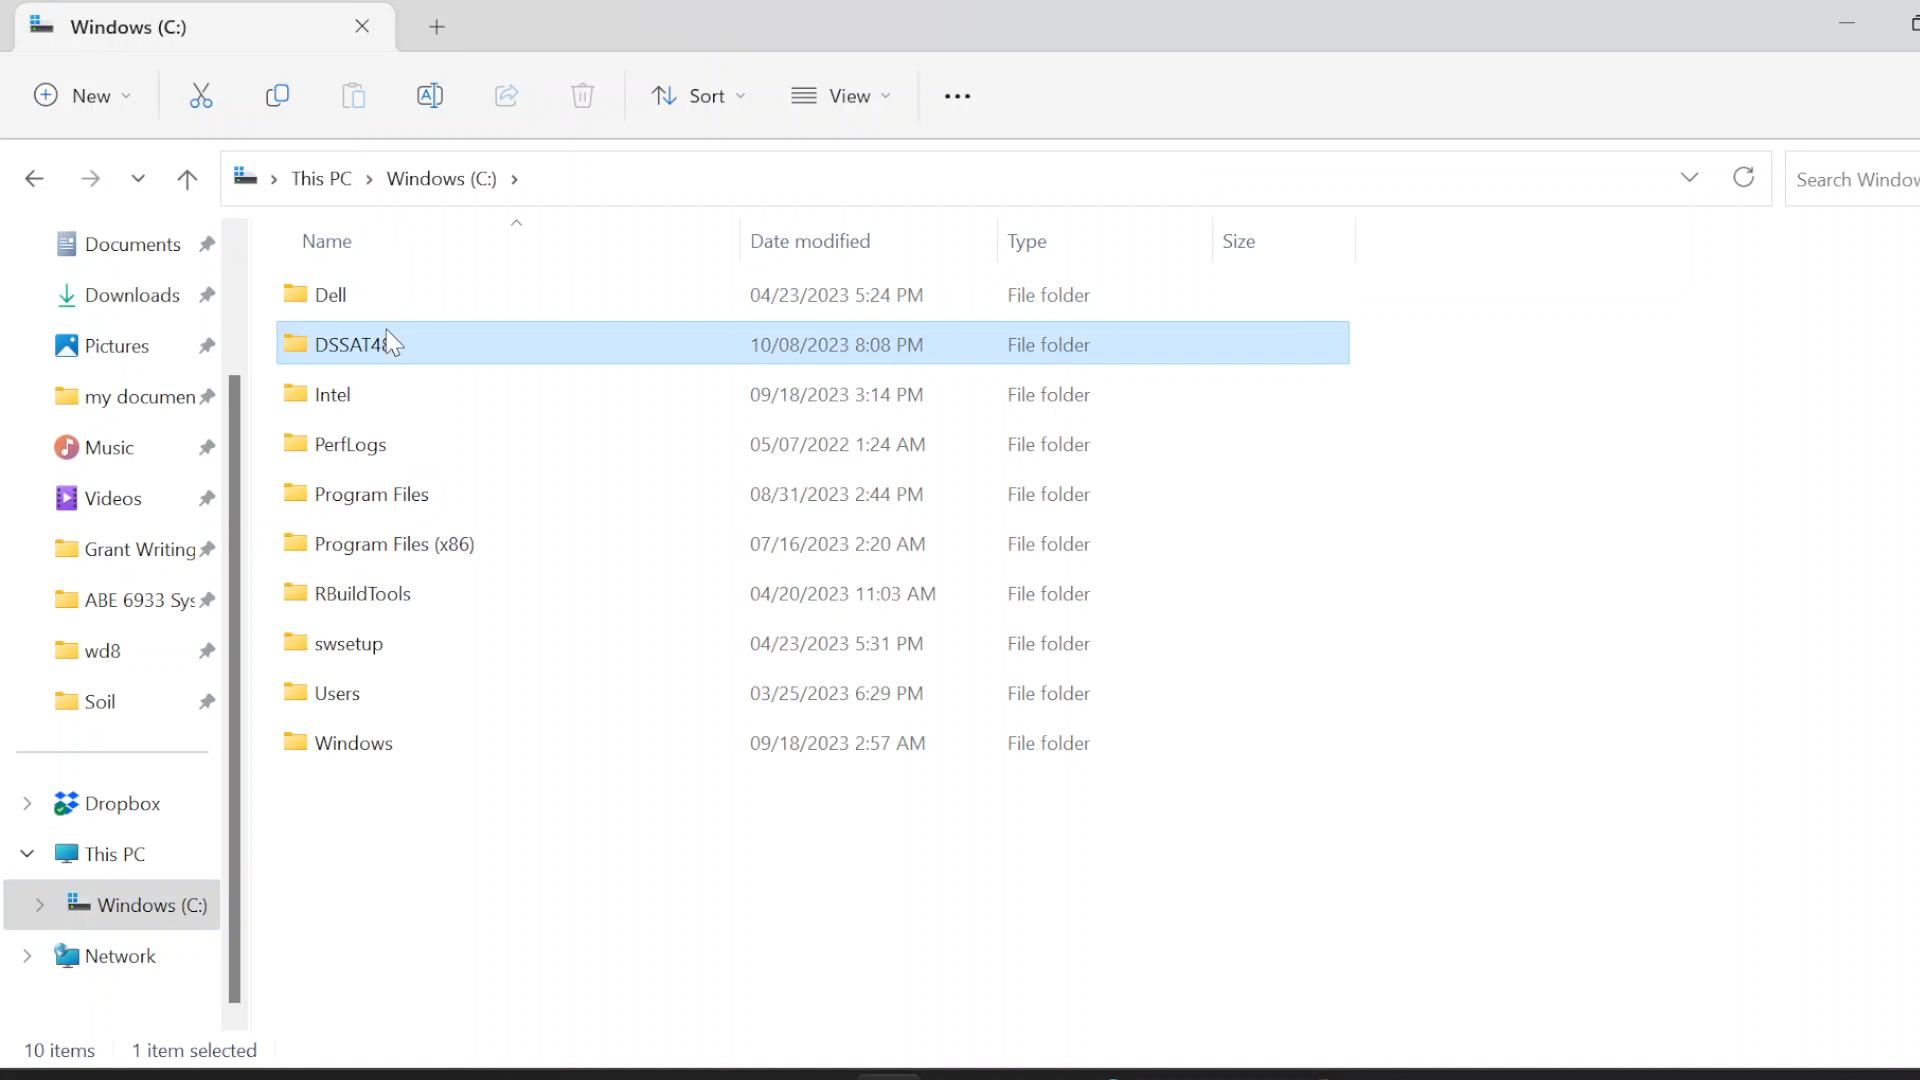 Windows (C:)
New
Sort
View
This PC
Windows (C:)
Search Window
Name
Date modified
Type
Size
Documents
Downloads
Pictures
my documen
Music
Videos
Grant Writing
ABE 6933 Sys
wd8
Soil
Dropbox
This PC
Windows (C:)
Network
Dell 04/23/2023 5:24 PM File folder
DSSAT48 10/08/2023 8:08 PM File folder
Intel 09/18/2023 3:14 PM File folder
PerfLogs 05/07/2022 1:24 AM File folder
Program Files 08/31/2023 2:44 PM File folder
Program Files (x86) 07/16/2023 2:20 AM File folder
RBuildTools 04/20/2023 11:03 AM File folder
swsetup 04/23/2023 5:31 PM File folder
Users 03/25/2023 6:29 PM File folder
Windows 09/18/2023 2:57 AM File folder
10 items
1 item selected